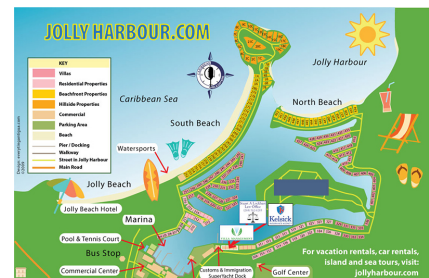 JOLLY HARBOUR.COM
KEY
Villas
Residential Properties
Beachfront Properties
Hillside Properties
Commercial
Parking Area
Beach
Pier / Docking
Walkway
Street in Jolly Harbour
Main Road
Caribbean Sea
Jolly Harbour
North Beach
South Beach
Watersports
Jolly Beach
Jolly Beach Hotel
Marina
Pool & Tennis Court
Bus Stop
Commercial Center
Customs & Immigration
Superyacht Dock
Golf Center
Kelsick
For vacation rentals, car rentals,
island and sea tours, visit:
jollyharbour.com